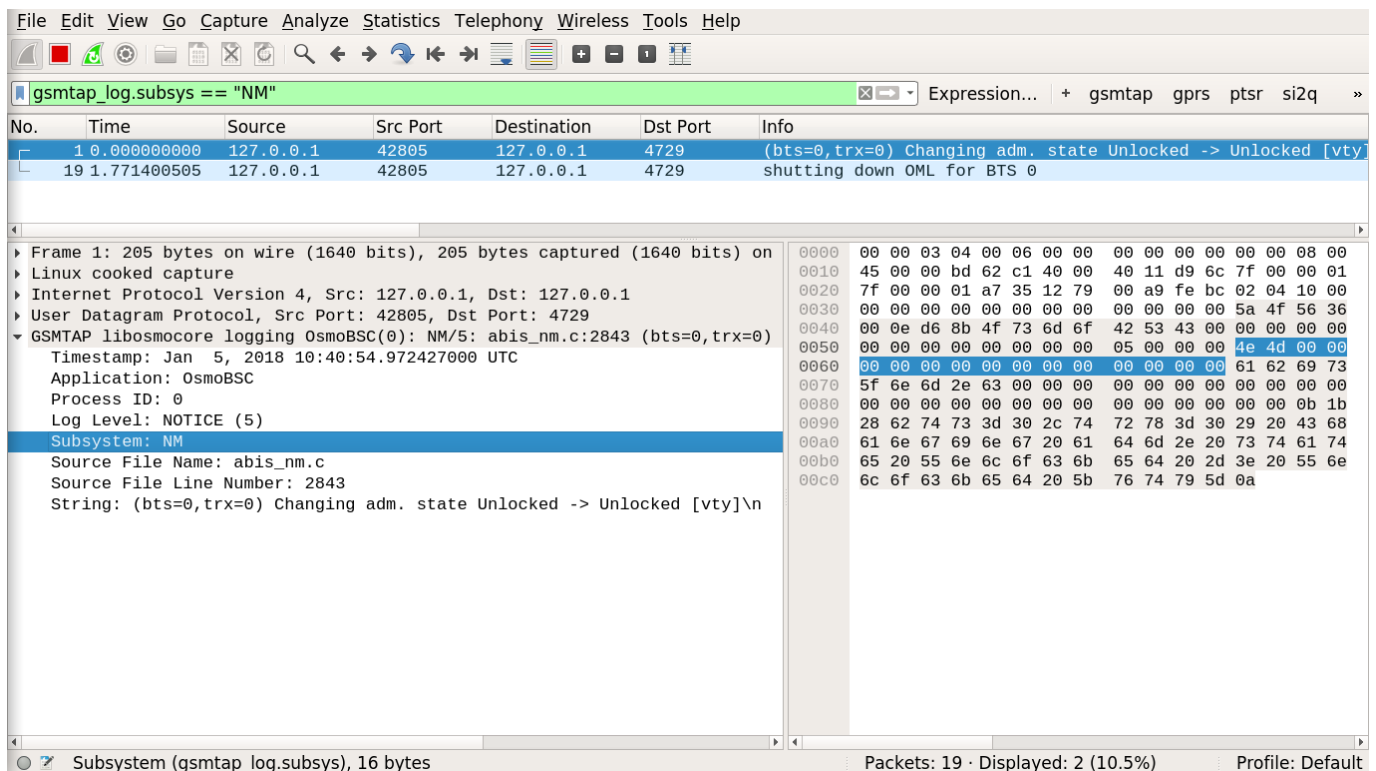 File Edit View Go Capture Analyze Statistics Telephony Wireless Tools Help
gsmtap_log.subsys == "NM" Expression… + gsmtap gprs ptsr si2q »
No. Time Source Src Port Destination Dst Port Info
1 0.000000000 127.0.0.1 42805 127.0.0.1 4729 (bts=0,trx=0) Changing adm. state Unlocked -> Unlocked [vty]
19 1.771400505 127.0.0.1 42805 127.0.0.1 4729 shutting down OML for BTS 0
Frame 1: 205 bytes on wire (1640 bits), 205 bytes captured (1640 bits) on
Linux cooked capture
Internet Protocol Version 4, Src: 127.0.0.1, Dst: 127.0.0.1
User Datagram Protocol, Src Port: 42805, Dst Port: 4729
GSMTAP libosmocore logging OsmoBSC(0): NM/5: abis_nm.c:2843 (bts=0,trx=0)
Timestamp: Jan  5, 2018 10:40:54.972427000 UTC
Application: OsmoBSC
Process ID: 0
Log Level: NOTICE (5)
Subsystem: NM
Source File Name: abis_nm.c
Source File Line Number: 2843
String: (bts=0,trx=0) Changing adm. state Unlocked -> Unlocked [vty]\n
0000 00 00 03 04 00 06 00 00 00 00 00 00 00 00 08 00
0010 45 00 00 bd 62 c1 40 00 40 11 d9 6c 7f 00 00 01
0020 7f 00 00 01 a7 35 12 79 00 a9 fe bc 02 04 10 00
0030 00 00 00 00 00 00 00 00 00 00 00 00 5a 4f 56 36
0040 00 0e d6 8b 4f 73 6d 6f 42 53 43 00 00 00 00 00
0050 00 00 00 00 00 00 00 00 05 00 00 00 4e 4d 00 00
0060 00 00 00 00 00 00 00 00 00 00 00 00 61 62 69 73
0070 5f 6e 6d 2e 63 00 00 00 00 00 00 00 00 00 00 00
0080 00 00 00 00 00 00 00 00 00 00 00 00 00 00 0b 1b
0090 28 62 74 73 3d 30 2c 74 72 78 3d 30 29 20 43 68
00a0 61 6e 67 69 6e 67 20 61 64 6d 2e 20 73 74 61 74
00b0 65 20 55 6e 6c 6f 63 6b 65 64 20 2d 3e 20 55 6e
00c0 6c 6f 63 6b 65 64 20 5b 76 74 79 5d 0a
Subsystem (gsmtap_log.subsys), 16 bytes Packets: 19 · Displayed: 2 (10.5%) Profile: Default